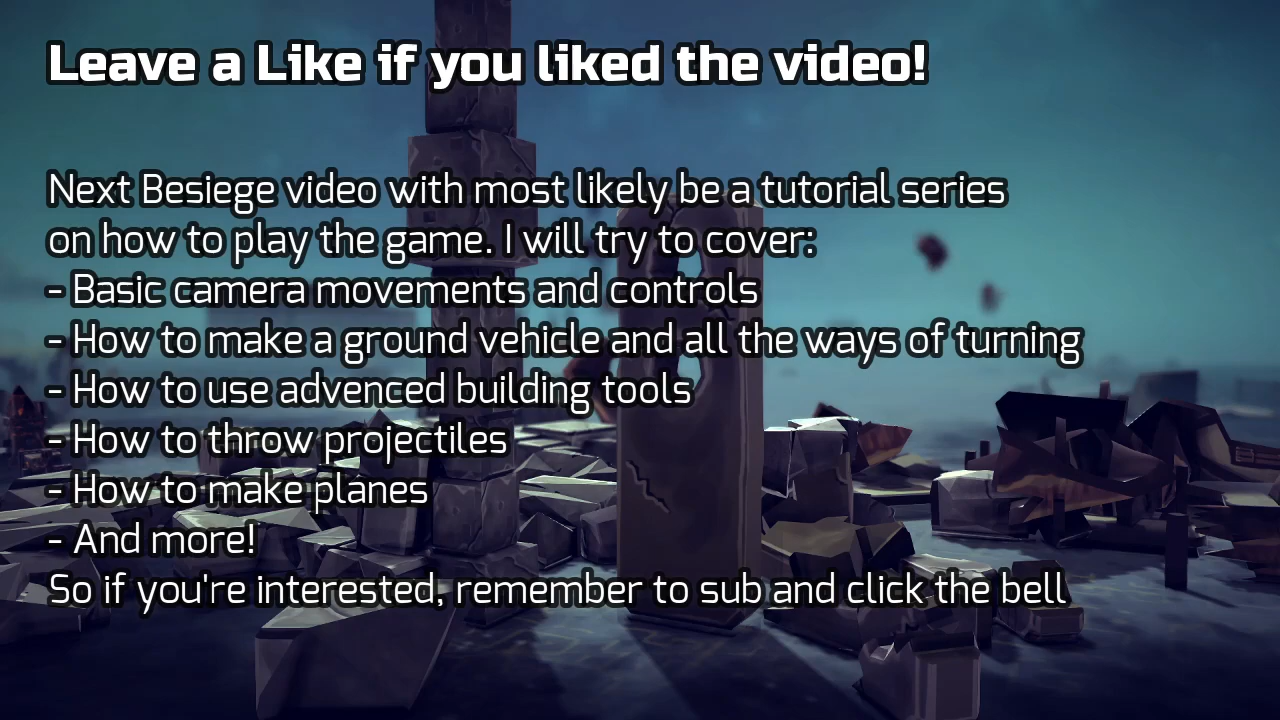 Leave a Like if you liked the video!
Next Besiege video with most likely be a tutorial series
on how to play the game. I will try to cover:
- Basic camera movements and controls
- How to make a ground vehicle and all the ways of turning
- How to use advenced building tools
- How to throw projectiles
- How to make planes
- And more!
So if you're interested, remember to sub and click the bell